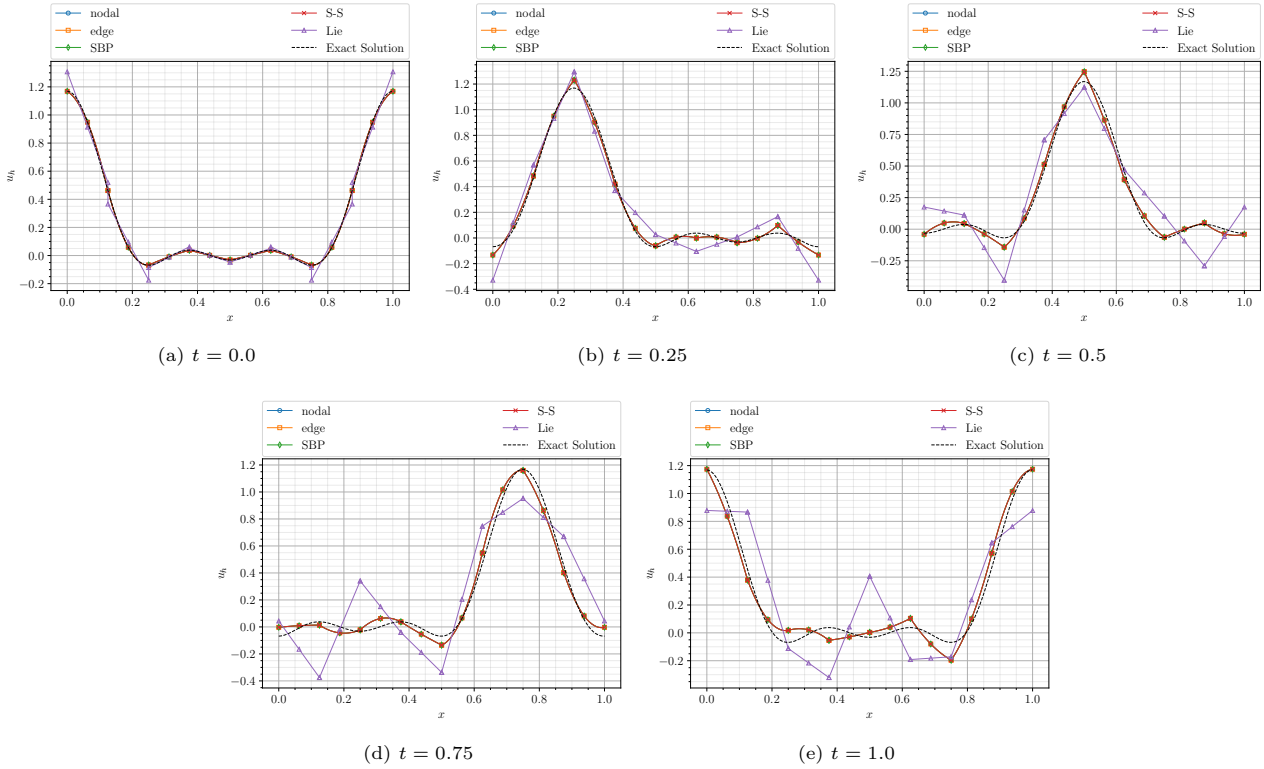 nodal
edge
SBP
S-S
Lie
Exact Solution
1.2
1.0
0.8
0.6
0.4
0.2
0.0
−0.2
u_h
0.0 0.2 0.4 0.6 0.8 1.0
x
(a) t = 0.0
nodal
edge
SBP
S-S
Lie
Exact Solution
1.2
1.0
0.8
0.6
0.4
0.2
0.0
−0.2
−0.4
u_h
0.0 0.2 0.4 0.6 0.8 1.0
x
(b) t = 0.25
nodal
edge
SBP
S-S
Lie
Exact Solution
1.25
1.00
0.75
0.50
0.25
0.00
−0.25
u_h
0.0 0.2 0.4 0.6 0.8 1.0
x
(c) t = 0.5
nodal
edge
SBP
S-S
Lie
Exact Solution
1.2
1.0
0.8
0.6
0.4
0.2
0.0
−0.2
−0.4
u_h
0.0 0.2 0.4 0.6 0.8 1.0
x
(d) t = 0.75
nodal
edge
SBP
S-S
Lie
Exact Solution
1.2
1.0
0.8
0.6
0.4
0.2
0.0
−0.2
u_h
0.0 0.2 0.4 0.6 0.8 1.0
x
(e) t = 1.0